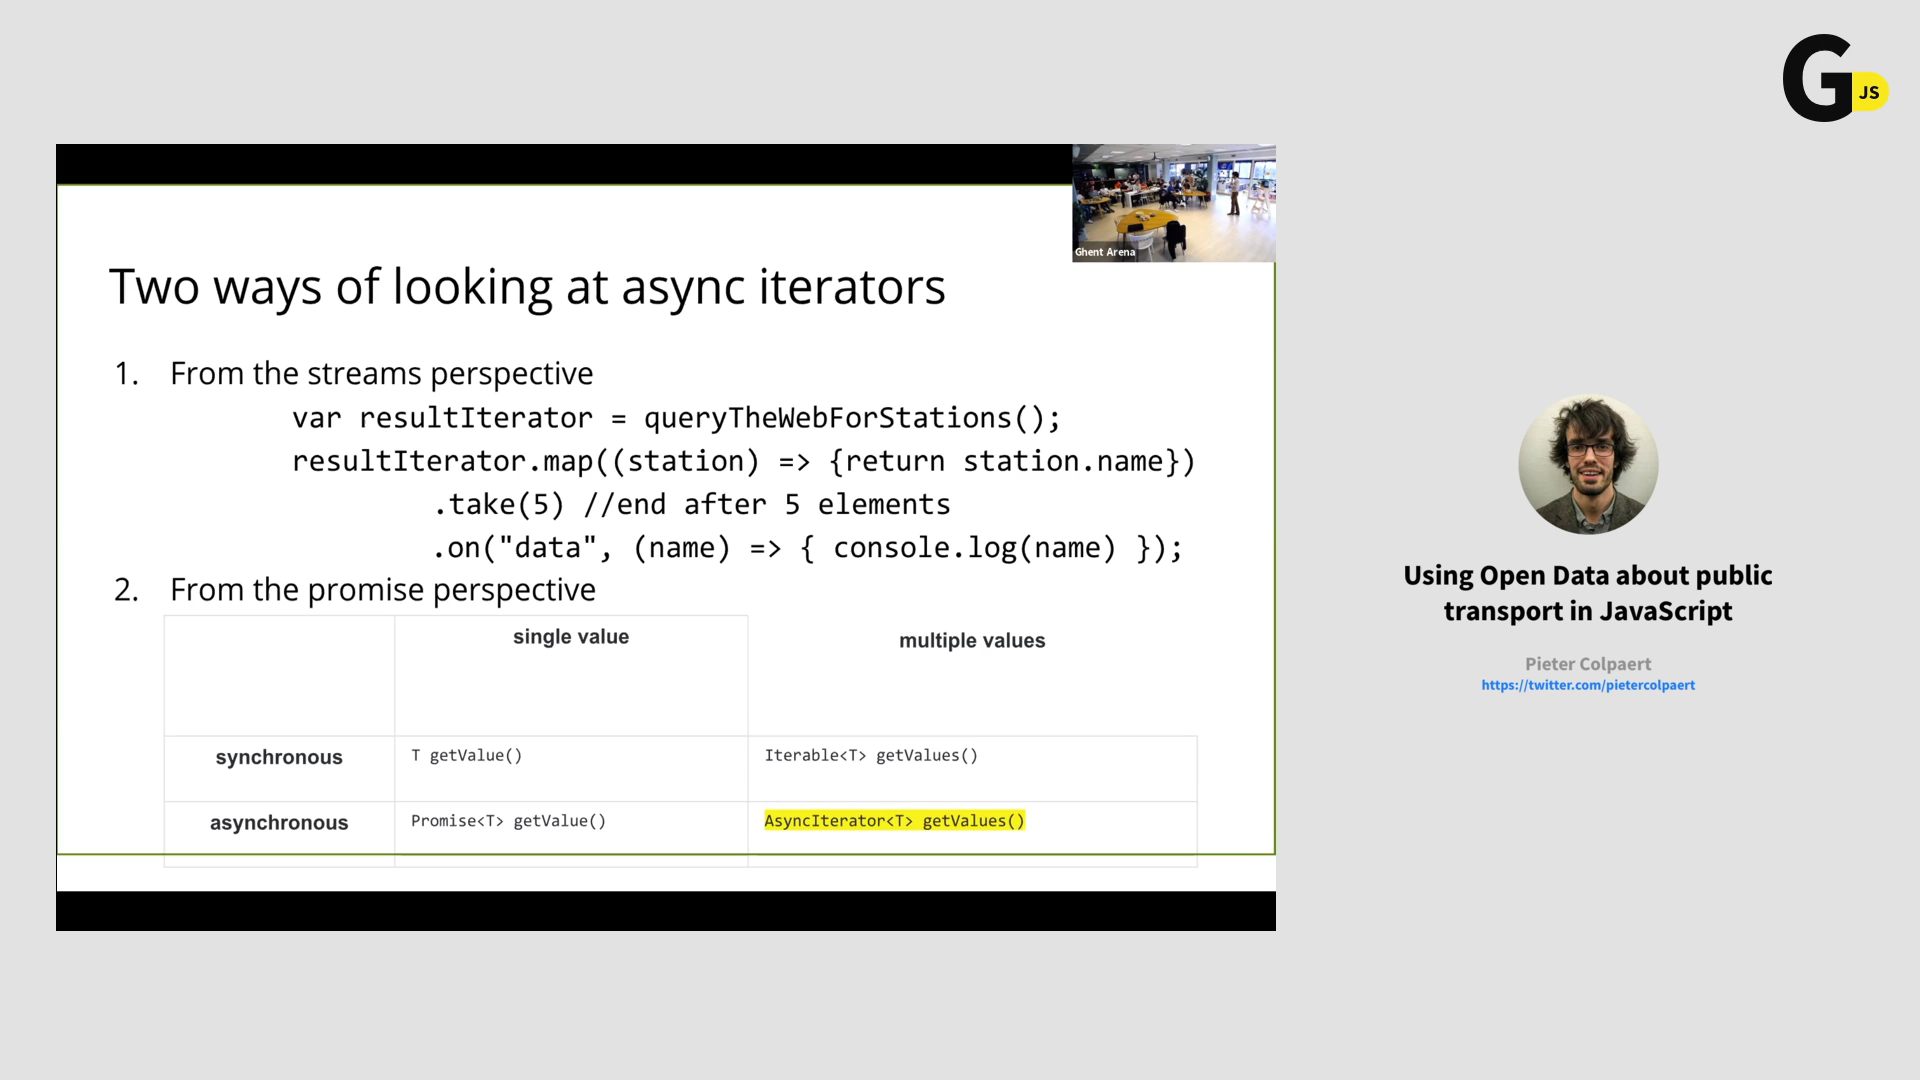 G JS
Ghent Arena
Two ways of looking at async iterators
1. From the streams perspective
var resultIterator = queryTheWebForStations();
resultIterator.map((station) => {return station.name})
.take(5) //end after 5 elements
.on("data", (name) => { console.log(name) });
2. From the promise perspective
single value multiple values
synchronous T getValue() Iterable<T> getValues()
asynchronous Promise<T> getValue() AsyncIterator<T> getValues()
Using Open Data about public
transport in JavaScript
Pieter Colpaert
https://twitter.com/pietercolpaert